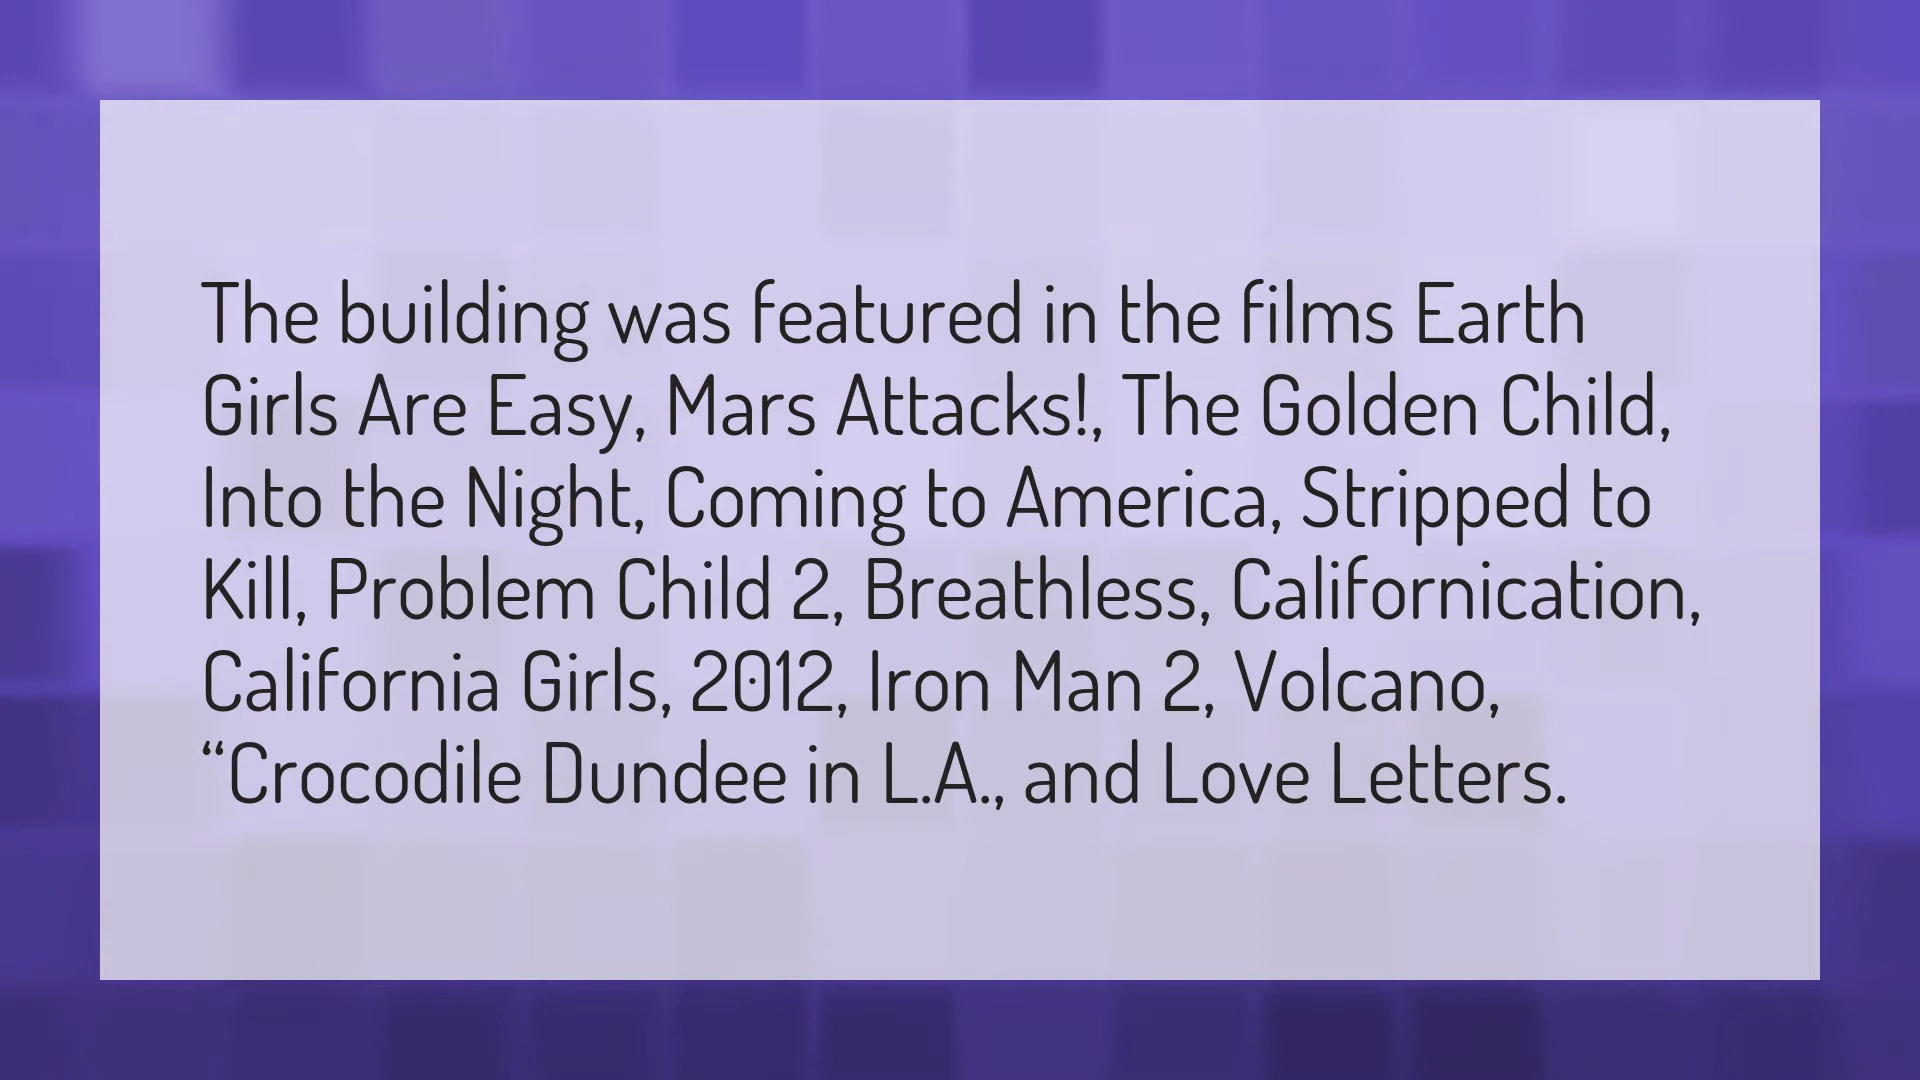 The building was featured in the films Earth
Girls Are Easy, Mars Attacks!, The Golden Child,
Into the Night, Coming to America, Stripped to
Kill, Problem Child 2, Breathless, Californication,
California Girls, 2012, Iron Man 2, Volcano,
“Crocodile Dundee in L.A., and Love Letters.